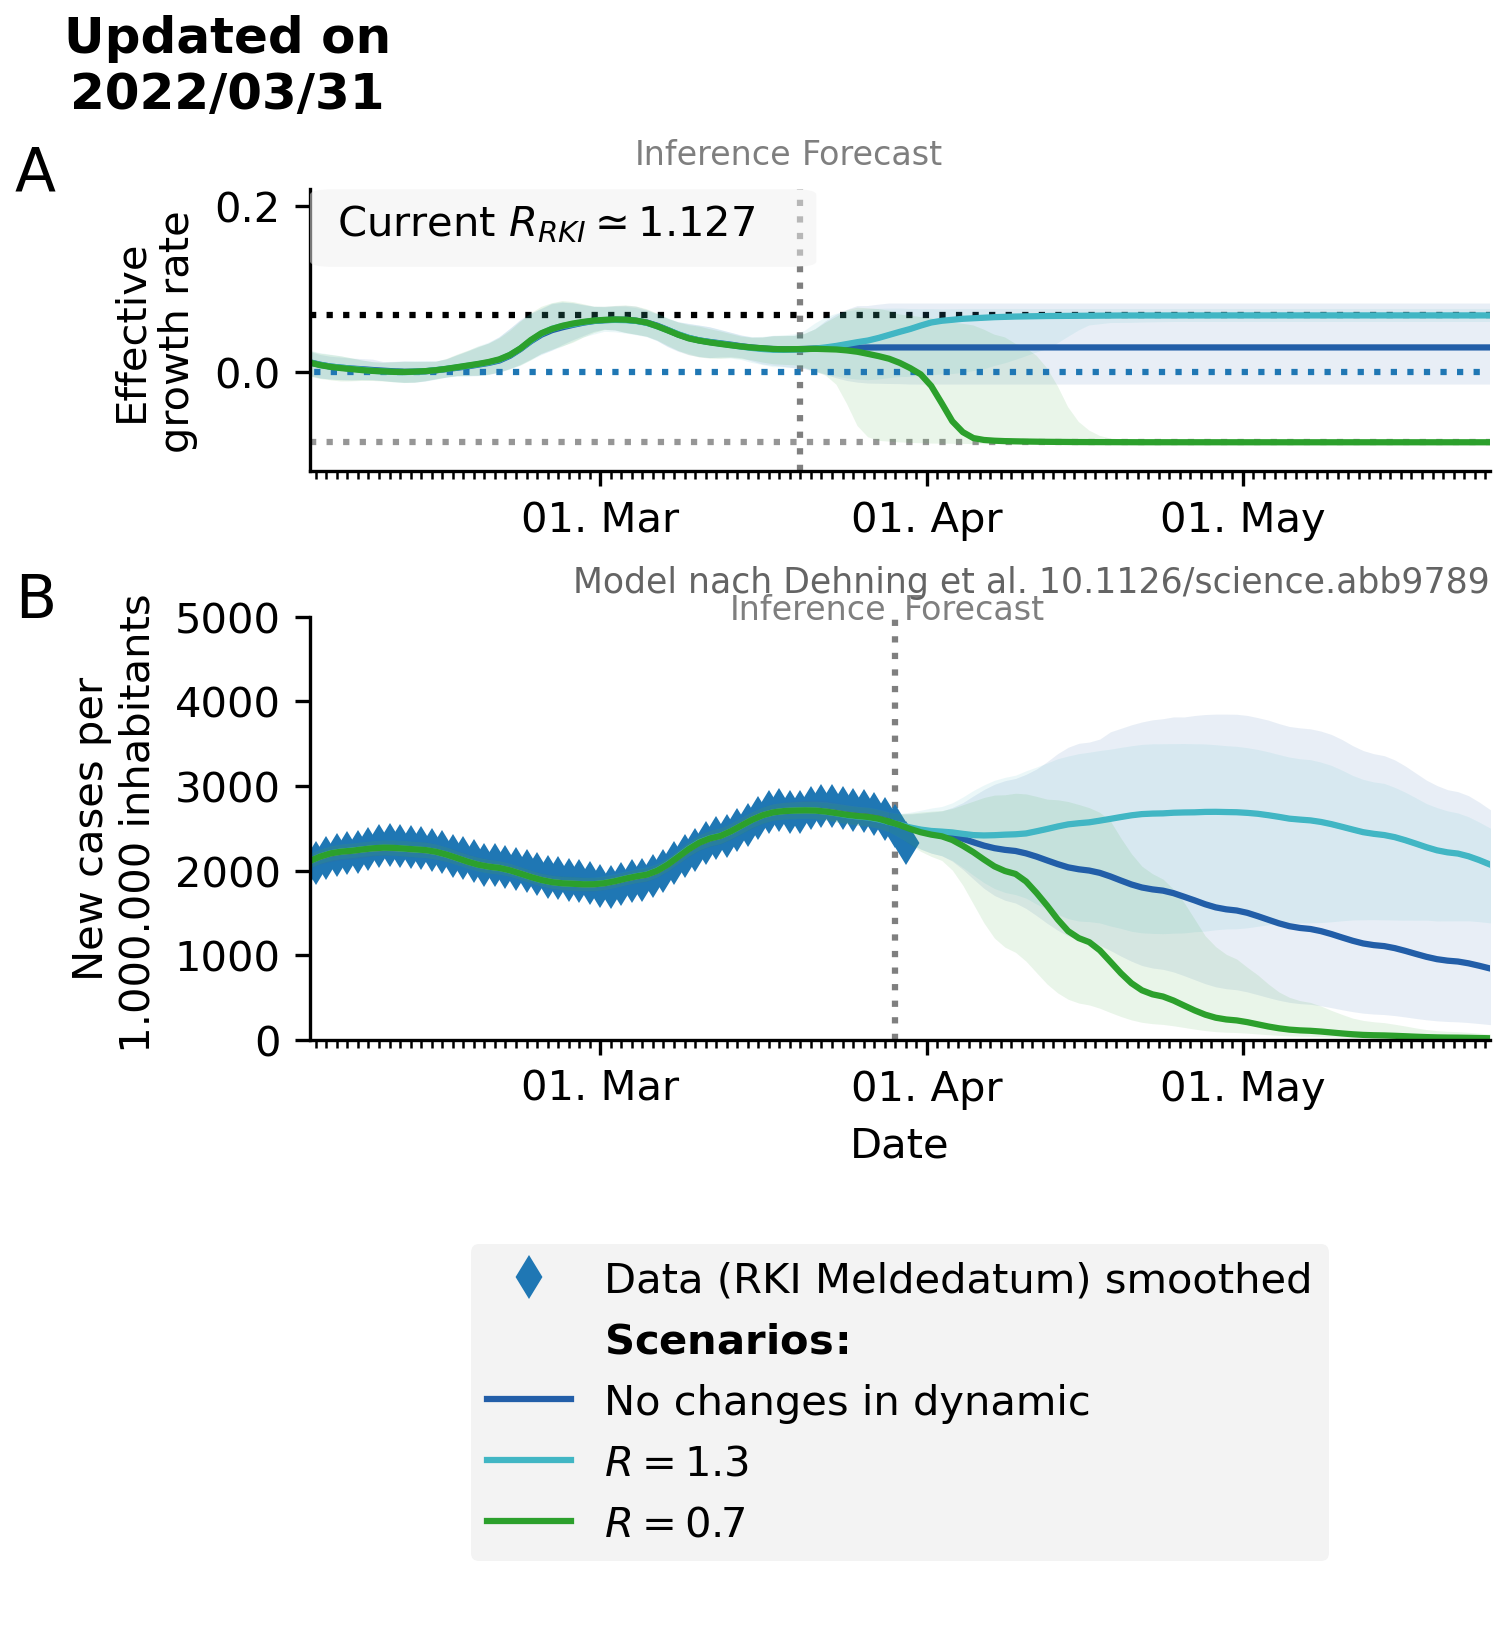 Updated on
2022/03/31
A
Inference Forecast
Current R_RKI ≃ 1.127
Effective
growth rate
0.2
0.0
01. Mar 01. Apr 01. May
Model nach Dehning et al. 10.1126/science.abb9789
B
Inference Forecast
New cases per
1.000.000 inhabitants
5000
4000
3000
2000
1000
0
01. Mar 01. Apr 01. May
Date
Data (RKI Meldedatum) smoothed
Scenarios:
No changes in dynamic
R = 1.3
R = 0.7